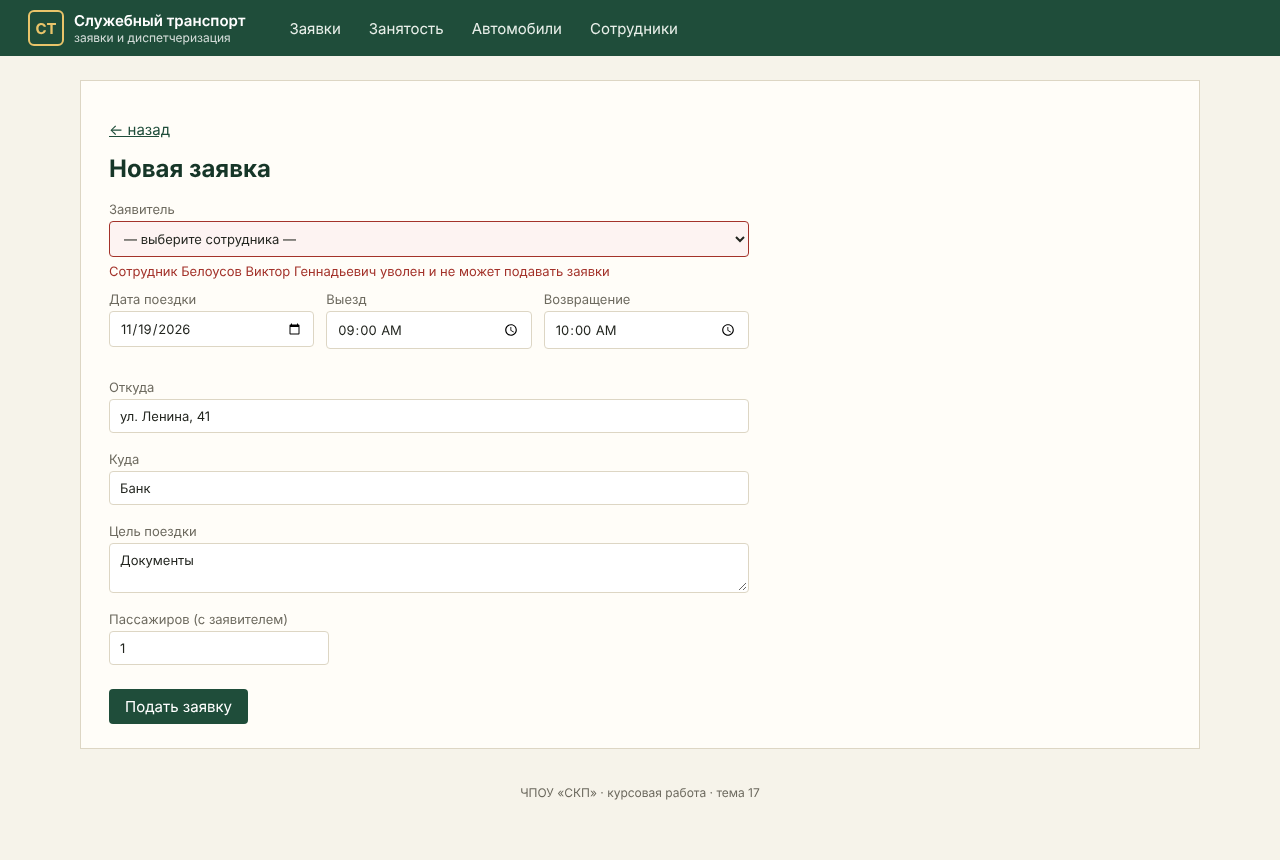 СТ
Служебный транспорт
заявки и диспетчеризация
Заявки
Занятость
Автомобили
Сотрудники
← назад
Новая заявка
Заявитель
— выберите сотрудника —
Сотрудник Белоусов Виктор Геннадьевич уволен и не может подавать заявки
Дата поездки
Выезд
Возвращение
11/19/2026
09:00 AM
10:00 AM
Откуда
ул. Ленина, 41
Куда
Банк
Цель поездки
Документы
Пассажиров (с заявителем)
1
Подать заявку
ЧПОУ «СКП» · курсовая работа · тема 17